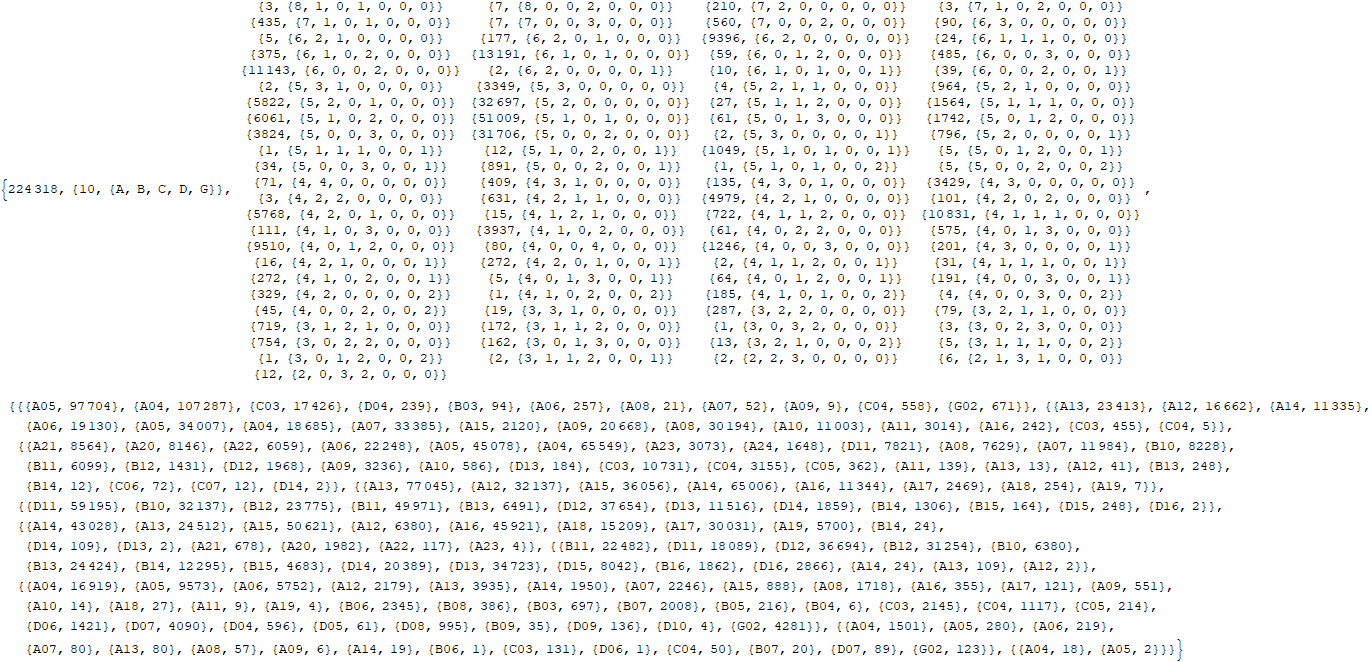 {3, {8, 1, 0, 1, 0, 0, 0}} {7, {8, 0, 0, 2, 0, 0, 0}} {210, {7, 2, 0, 0, 0, 0, 0}} {3, {7, 1, 0, 2, 0, 0, 0}}
{435, {7, 1, 0, 1, 0, 0, 0}} {7, {7, 0, 0, 3, 0, 0, 0}} {560, {7, 0, 0, 2, 0, 0, 0}} {90, {6, 3, 0, 0, 0, 0, 0}}
{5, {6, 2, 1, 0, 0, 0, 0}} {177, {6, 2, 0, 1, 0, 0, 0}} {9396, {6, 2, 0, 0, 0, 0, 0}} {24, {6, 1, 1, 1, 0, 0, 0}}
{375, {6, 1, 0, 2, 0, 0, 0}} {13191, {6, 1, 0, 1, 0, 0, 0}} {59, {6, 0, 1, 2, 0, 0, 0}} {485, {6, 0, 0, 3, 0, 0, 0}}
{11143, {6, 0, 0, 2, 0, 0, 0}} {2, {6, 2, 0, 0, 0, 0, 1}} {10, {6, 1, 0, 1, 0, 0, 1}} {39, {6, 0, 0, 2, 0, 0, 1}}
{2, {5, 3, 1, 0, 0, 0, 0}} {3349, {5, 3, 0, 0, 0, 0, 0}} {4, {5, 2, 1, 1, 0, 0, 0}} {964, {5, 2, 1, 0, 0, 0, 0}}
{5822, {5, 2, 0, 1, 0, 0, 0}} {32697, {5, 2, 0, 0, 0, 0, 0}} {27, {5, 1, 1, 2, 0, 0, 0}} {1564, {5, 1, 1, 1, 0, 0, 0}}
{6061, {5, 1, 0, 2, 0, 0, 0}} {51009, {5, 1, 0, 1, 0, 0, 0}} {61, {5, 0, 1, 3, 0, 0, 0}} {1742, {5, 0, 1, 2, 0, 0, 0}}
{3824, {5, 0, 0, 3, 0, 0, 0}} {31706, {5, 0, 0, 2, 0, 0, 0}} {2, {5, 3, 0, 0, 0, 0, 1}} {796, {5, 2, 0, 0, 0, 0, 1}}
{1, {5, 1, 1, 1, 0, 0, 1}} {12, {5, 1, 0, 2, 0, 0, 1}} {1049, {5, 1, 0, 1, 0, 0, 1}} {5, {5, 0, 1, 2, 0, 0, 1}}
{34, {5, 0, 0, 3, 0, 0, 1}} {891, {5, 0, 0, 2, 0, 0, 1}} {1, {5, 1, 0, 1, 0, 0, 2}} {5, {5, 0, 0, 2, 0, 0, 2}}
{224318, {10, {A, B, C, D, G}}, {71, {4, 4, 0, 0, 0, 0, 0}} {409, {4, 3, 1, 0, 0, 0, 0}} {135, {4, 3, 0, 1, 0, 0, 0}} {3429, {4, 3, 0, 0, 0, 0, 0}} ,
{3, {4, 2, 2, 0, 0, 0, 0}} {631, {4, 2, 1, 1, 0, 0, 0}} {4979, {4, 2, 1, 0, 0, 0, 0}} {101, {4, 2, 0, 2, 0, 0, 0}}
{5768, {4, 2, 0, 1, 0, 0, 0}} {15, {4, 1, 2, 1, 0, 0, 0}} {722, {4, 1, 1, 2, 0, 0, 0}} {10831, {4, 1, 1, 1, 0, 0, 0}}
{111, {4, 1, 0, 3, 0, 0, 0}} {3937, {4, 1, 0, 2, 0, 0, 0}} {61, {4, 0, 2, 2, 0, 0, 0}} {575, {4, 0, 1, 3, 0, 0, 0}}
{9510, {4, 0, 1, 2, 0, 0, 0}} {80, {4, 0, 0, 4, 0, 0, 0}} {1246, {4, 0, 0, 3, 0, 0, 0}} {201, {4, 3, 0, 0, 0, 0, 1}}
{16, {4, 2, 1, 0, 0, 0, 1}} {272, {4, 2, 0, 1, 0, 0, 1}} {2, {4, 1, 1, 2, 0, 0, 1}} {31, {4, 1, 1, 1, 0, 0, 1}}
{272, {4, 1, 0, 2, 0, 0, 1}} {5, {4, 0, 1, 3, 0, 0, 1}} {64, {4, 0, 1, 2, 0, 0, 1}} {191, {4, 0, 0, 3, 0, 0, 1}}
{329, {4, 2, 0, 0, 0, 0, 2}} {1, {4, 1, 0, 2, 0, 0, 2}} {185, {4, 1, 0, 1, 0, 0, 2}} {4, {4, 0, 0, 3, 0, 0, 2}}
{45, {4, 0, 0, 2, 0, 0, 2}} {19, {3, 3, 1, 0, 0, 0, 0}} {287, {3, 2, 2, 0, 0, 0, 0}} {79, {3, 2, 1, 1, 0, 0, 0}}
{719, {3, 1, 2, 1, 0, 0, 0}} {172, {3, 1, 1, 2, 0, 0, 0}} {1, {3, 0, 3, 2, 0, 0, 0}} {3, {3, 0, 2, 3, 0, 0, 0}}
{754, {3, 0, 2, 2, 0, 0, 0}} {162, {3, 0, 1, 3, 0, 0, 0}} {13, {3, 2, 1, 0, 0, 0, 2}} {5, {3, 1, 1, 1, 0, 0, 2}}
{1, {3, 0, 1, 2, 0, 0, 2}} {2, {3, 1, 1, 2, 0, 0, 1}} {2, {2, 2, 2, 3, 0, 0, 0, 0}} {6, {2, 1, 3, 1, 0, 0, 0}}
{12, {2, 0, 3, 2, 0, 0, 0}}
{{{A05, 97704}, {A04, 107287}, {C03, 17426}, {D04, 239}, {B03, 94}, {A06, 257}, {A08, 21}, {A07, 52}, {A09, 9}, {C04, 558}, {G02, 671}}, {{A13, 23413}, {A12, 16662}, {A14, 11335},
{A06, 19130}, {A05, 34007}, {A04, 18685}, {A07, 33385}, {A15, 2120}, {A09, 20668}, {A08, 30194}, {A10, 11003}, {A11, 3014}, {A16, 242}, {C03, 455}, {C04, 5}},
{{A21, 8564}, {A20, 8146}, {A22, 6059}, {A06, 22248}, {A05, 45078}, {A04, 65549}, {A23, 3073}, {A24, 1648}, {D11, 7821}, {A08, 7629}, {A07, 11984}, {B10, 8228},
{B11, 6099}, {B12, 1431}, {D12, 1968}, {A09, 3236}, {A10, 586}, {D13, 184}, {C03, 10731}, {C04, 3155}, {C05, 362}, {A11, 139}, {A13, 13}, {A12, 41}, {B13, 248},
{B14, 12}, {C06, 72}, {C07, 12}, {D14, 2}}, {{A13, 77045}, {A12, 32137}, {A15, 36056}, {A14, 65006}, {A16, 11344}, {A17, 2469}, {A18, 254}, {A19, 7}},
{{D11, 59195}, {B10, 32137}, {B12, 23775}, {B11, 49971}, {B13, 6491}, {D12, 37654}, {D13, 11516}, {D14, 1859}, {B14, 1306}, {B15, 164}, {D15, 248}, {D16, 2}},
{{A14, 43028}, {A13, 24512}, {A15, 50621}, {A12, 6380}, {A16, 45921}, {A18, 15209}, {A17, 30031}, {A19, 5700}, {B14, 24},
{D14, 109}, {D13, 2}, {A21, 678}, {A20, 1982}, {A22, 117}, {A23, 4}}, {{B11, 22482}, {D11, 18089}, {D12, 36694}, {B12, 31254}, {B10, 6380},
{B13, 24424}, {B14, 12295}, {B15, 4683}, {D14, 20389}, {D13, 34723}, {D15, 8042}, {B16, 1862}, {D16, 2866}, {A14, 24}, {A13, 109}, {A12, 2}},
{{A04, 16919}, {A05, 9573}, {A06, 5752}, {A12, 2179}, {A13, 3935}, {A14, 1950}, {A07, 2246}, {A15, 888}, {A08, 1718}, {A16, 355}, {A17, 121}, {A09, 551},
{A10, 14}, {A18, 27}, {A11, 9}, {A19, 4}, {B06, 2345}, {B08, 386}, {B03, 697}, {B07, 2008}, {B05, 216}, {B04, 6}, {C03, 2145}, {C04, 1117}, {C05, 214},
{D06, 1421}, {D07, 4090}, {D04, 596}, {D05, 61}, {D08, 995}, {B09, 35}, {D09, 136}, {D10, 4}, {G02, 4281}}, {{A04, 1501}, {A05, 280}, {A06, 219},
{A07, 80}, {A13, 80}, {A08, 57}, {A09, 6}, {A14, 19}, {B06, 1}, {C03, 131}, {D06, 1}, {C04, 50}, {B07, 20}, {D07, 89}, {G02, 123}}, {{A04, 18}, {A05, 2}}}}